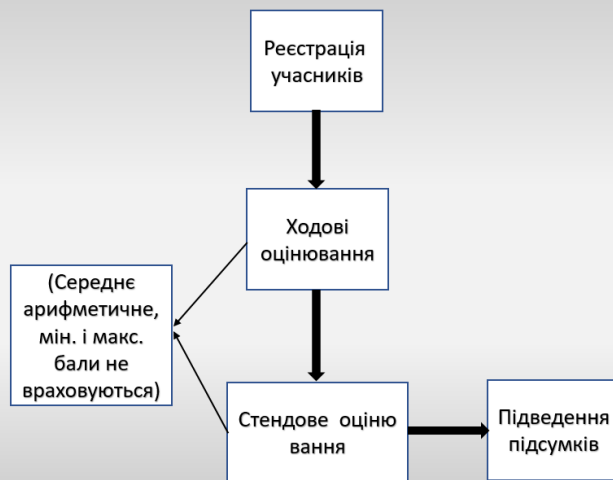 Реєстрація
учасників
Ходові
оцінювання
(Середнє
арифметичне,
мін. і макс.
бали не
враховуються)
Стендове оціню
вання
Підведення
підсумків